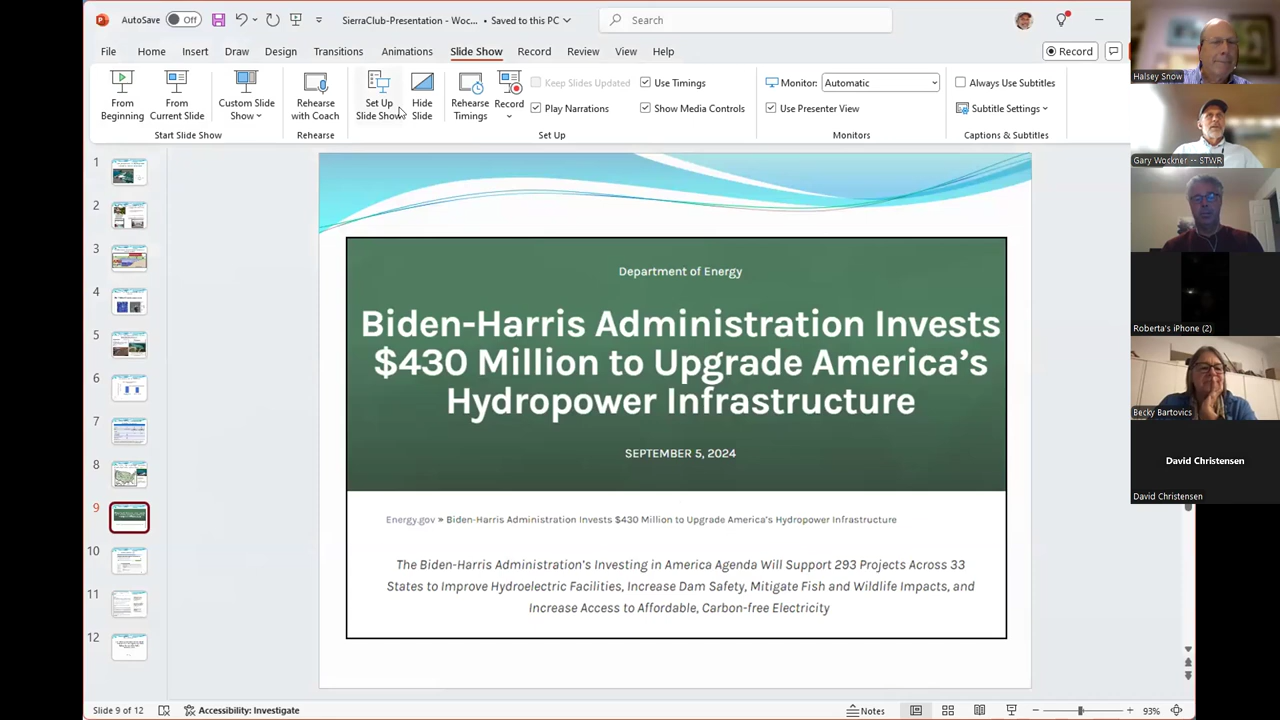 AutoSave Off SierraClub-Presentation - Woc... • Saved to this PC Search
File Home Insert Draw Design Transitions Animations Slide Show Record Review View Help Record
From Beginning
From Current Slide
Custom Slide Show
Start Slide Show
Rehearse with Coach
Rehearse
Set Up Slide Show
Hide Slide
Rehearse Timings
Record
Keep Slides Updated
Play Narrations
Use Timings
Show Media Controls
Set Up
Monitor: Automatic
Use Presenter View
Monitors
Always Use Subtitles
Subtitle Settings
Captions & Subtitles
1
2
3
4
5
6
7
8
9
10
11
12
Department of Energy
Biden-Harris Administration Invests
$430 Million to Upgrade America's
Hydropower Infrastructure
SEPTEMBER 5, 2024
Energy.gov » Biden-Harris Administration Invests $430 Million to Upgrade America's Hydropower Infrastructure
The Biden-Harris Administration's Investing in America Agenda Will Support 293 Projects Across 33
States to Improve Hydroelectric Facilities, Increase Dam Safety, Mitigate Fish and Wildlife Impacts, and
Increase Access to Affordable, Carbon-free Electricity
Halsey Snow
Gary Wockner -- STWR
Roberta's iPhone (2)
Becky Bartovics
David Christensen
David Christensen
Slide 9 of 12 Accessibility: Investigate Notes 93%